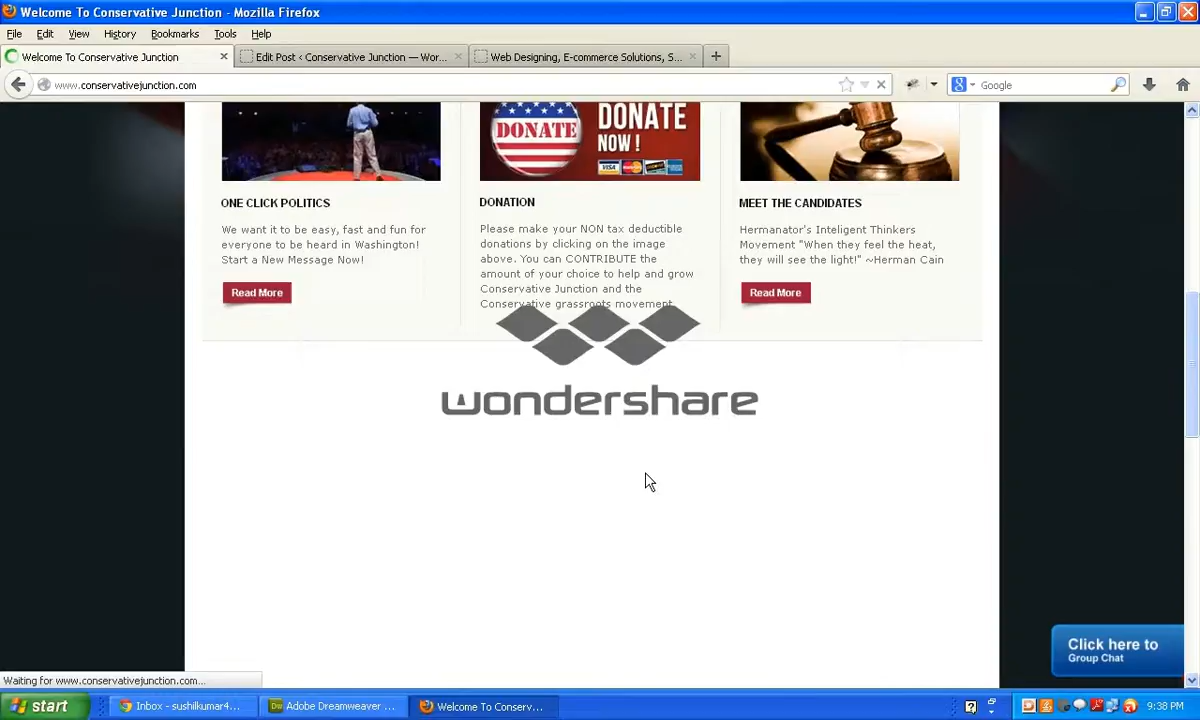 Welcome To Conservative Junction - Mozilla Firefox
File Edit View History Bookmarks Tools Help
Welcome To Conservative Junction
Edit Post ‹ Conservative Junction — Wor...
Web Designing, E-commerce Solutions, S...
www.conservativejunction.com
Google
DONATE
DONATE
NOW!
VISA
ONE CLICK POLITICS
We want it to be easy, fast and fun for
everyone to be heard in Washington!
Start a New Message Now!
Read More
DONATION
Please make your NON tax deductible
donations by clicking on the image
above. You can CONTRIBUTE the
amount of your choice to help and grow
Conservative Junction and the
Conservative grassroots movement
MEET THE CANDIDATES
Hermanator's Inteligent Thinkers
Movement "When they feel the heat,
they will see the light!" ~Herman Cain
Read More
wondershare
Click here to
Group Chat
Waiting for www.conservativejunction.com...
start
Inbox - sushilkumar4...
Adobe Dreamweaver ...
Welcome To Conserv...
9:38 PM